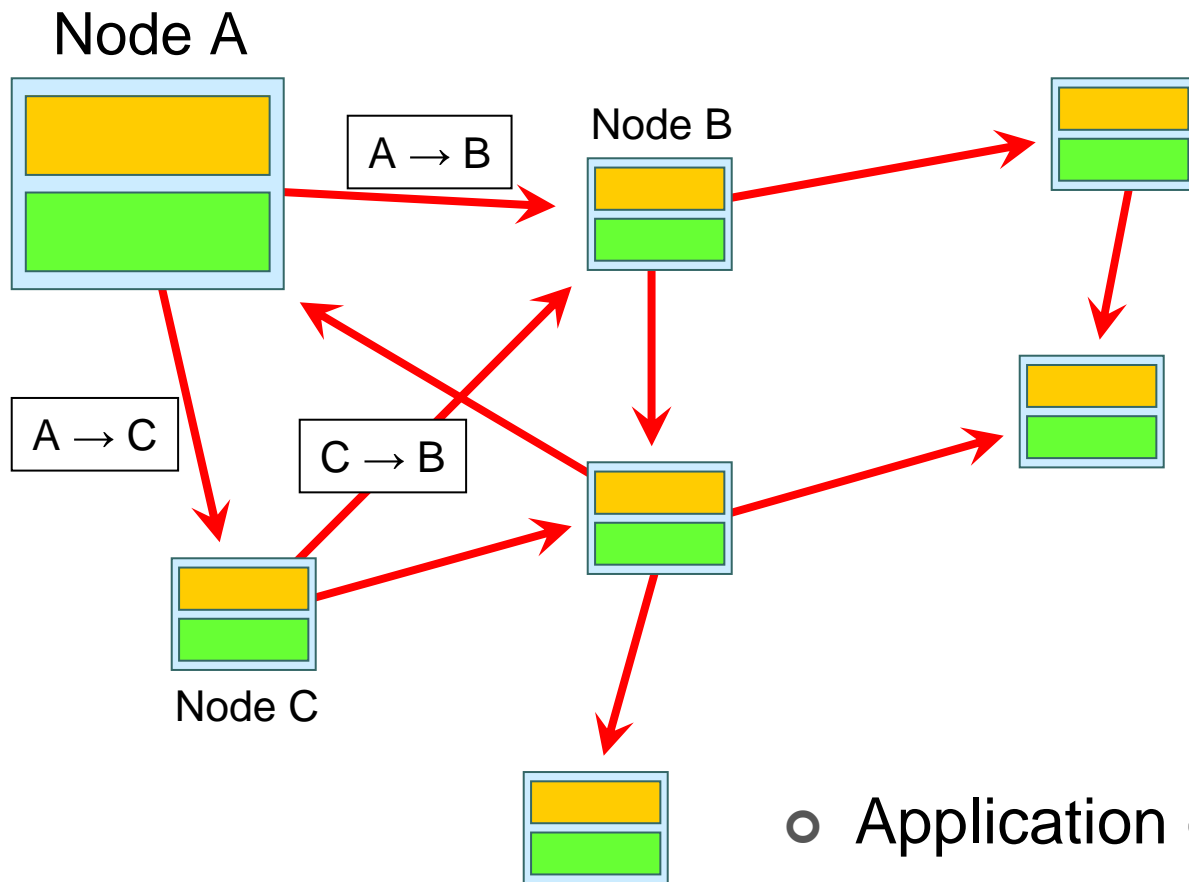 Node A
A → B
Node B
A → C
C → B
Node C
Application